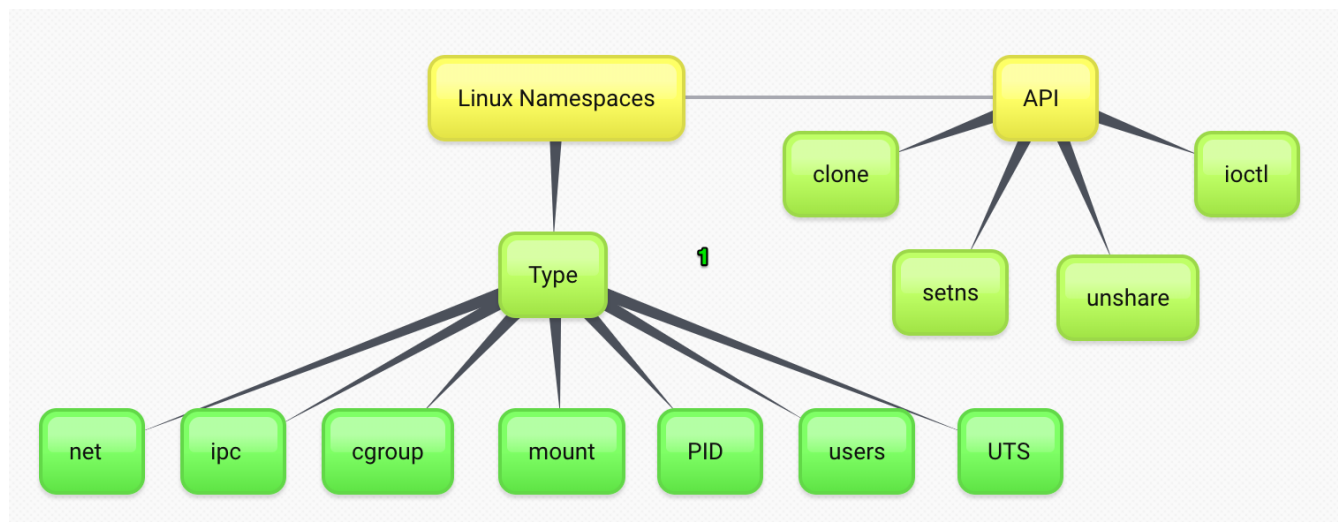 Linux Namespaces
API
clone
ioctl
Type
1
setns
unshare
net
ipc
cgroup
mount
PID
users
UTS